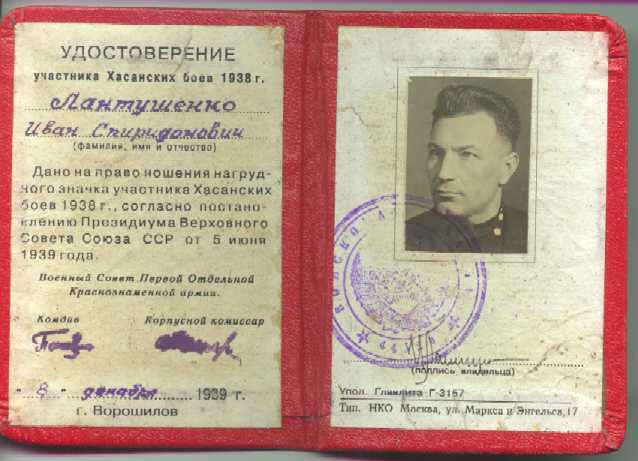 УДОСТОВЕРЕНИЕ
участника Хасанских боев 1938 г.
Лантушенко
Иван Спиридонович
(фамилия, имя и отчество)
Дано на право ношения нагруд-
ного значка участника Хасанских
боев 1938 г., согласно постано-
влению Президиума Верховного
Совета Союза ССР от 5 июня
1939 года.
Военный Совет Первой Отдельной
Краснознаменной армии.
Комдив Корпусной комиссар
"8" декабря 1939 г.
г. Ворошилов
(подпись владельца)
Упол. Главлита Г-3157
Тип. НКО Москва, ул. Маркса и Энгельса, 17